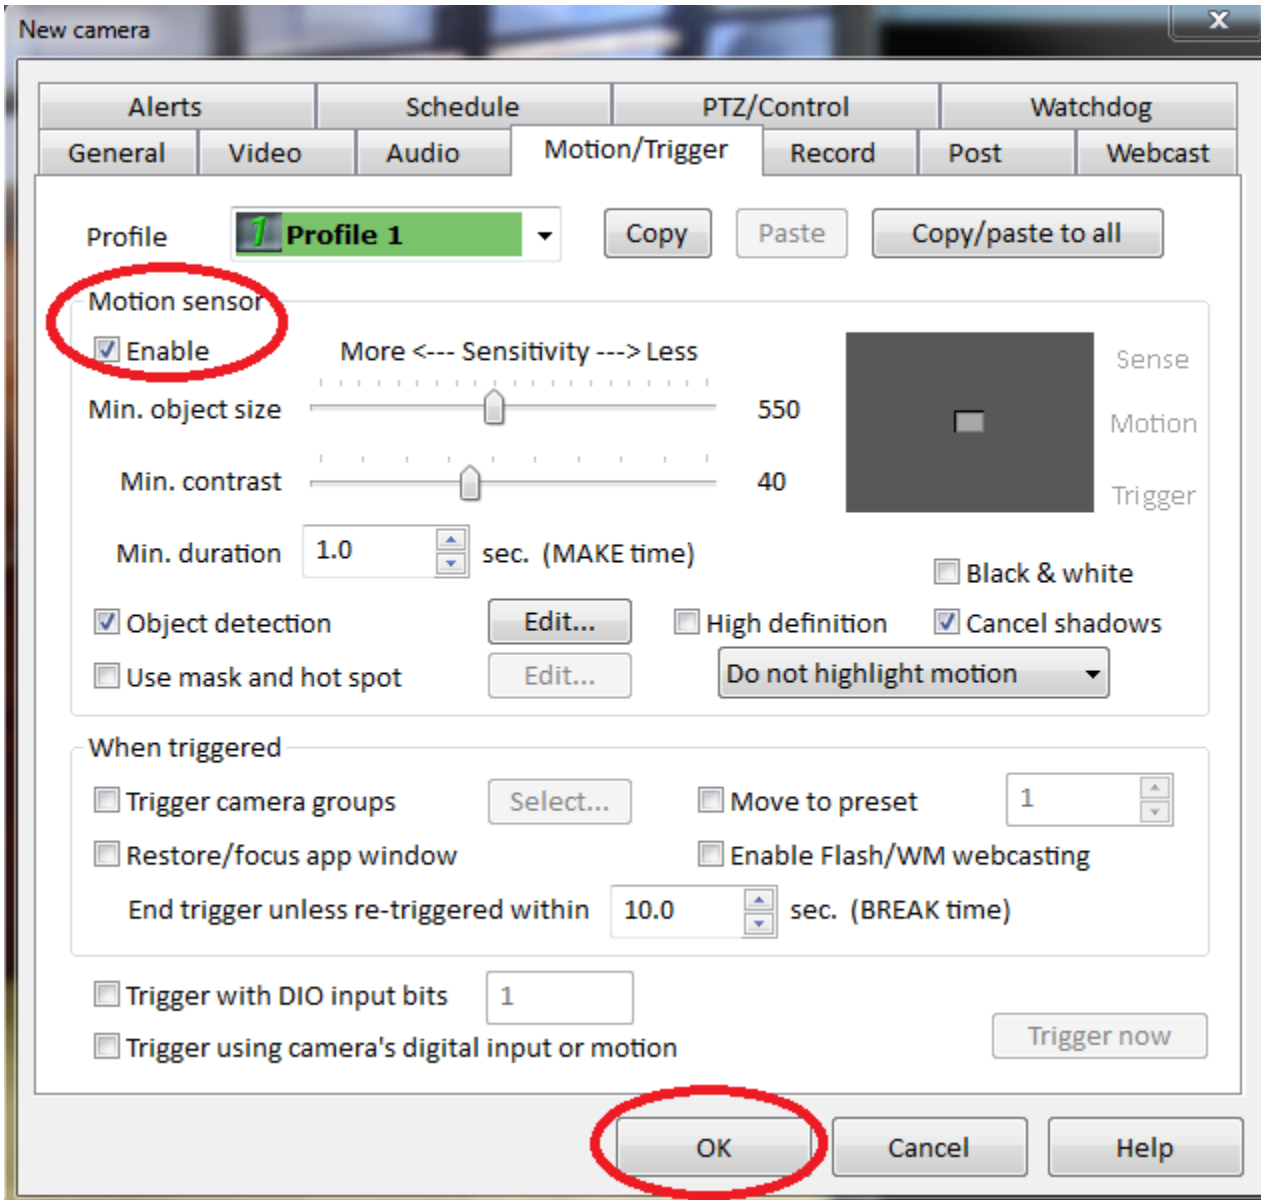 New camera
x
Alerts Schedule PTZ/Control Watchdog
General Video Audio Motion/Trigger Record Post Webcast
Profile 1 Profile 1 Copy Paste Copy/paste to all
Motion sensor
Enable More <--- Sensitivity ---> Less Sense
Min. object size 550 Motion
Min. contrast 40 Trigger
Min. duration 1.0 sec. (MAKE time)
Black & white
Object detection Edit... High definition Cancel shadows
Use mask and hot spot Edit... Do not highlight motion
When triggered
Trigger camera groups Select... Move to preset 1
Restore/focus app window Enable Flash/WM webcasting
End trigger unless re-triggered within 10.0 sec. (BREAK time)
Trigger with DIO input bits 1
Trigger using camera's digital input or motion Trigger now
OK Cancel Help